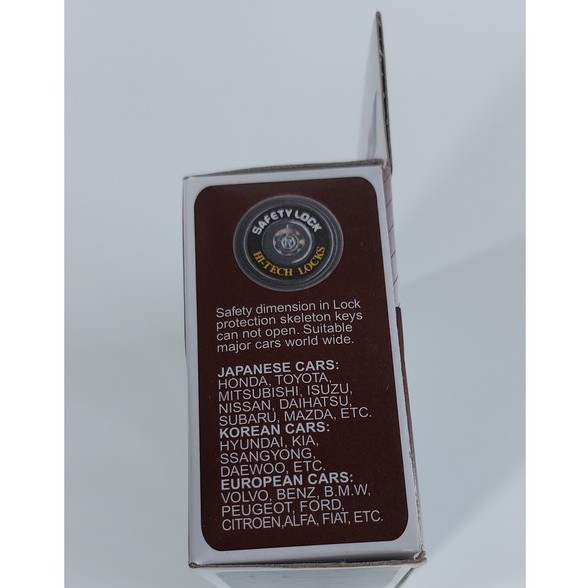 SAFETY LOCK
HI-TECH LOCKS
Safety dimension in Lock
protection skeleton keys
can not open. Suitable
major cars world wide.
JAPANESE CARS:
HONDA, TOYOTA,
MITSUBISHI, ISUZU,
NISSAN, DAIHATSU,
SUBARU, MAZDA, ETC.
KOREAN CARS:
HYUNDAI, KIA,
SSANGYONG,
DAEWOO, ETC.
EUROPEAN CARS:
VOLVO, BENZ, B.M.W,
PEUGEOT, FORD,
CITROEN,ALFA, FIAT, ETC.